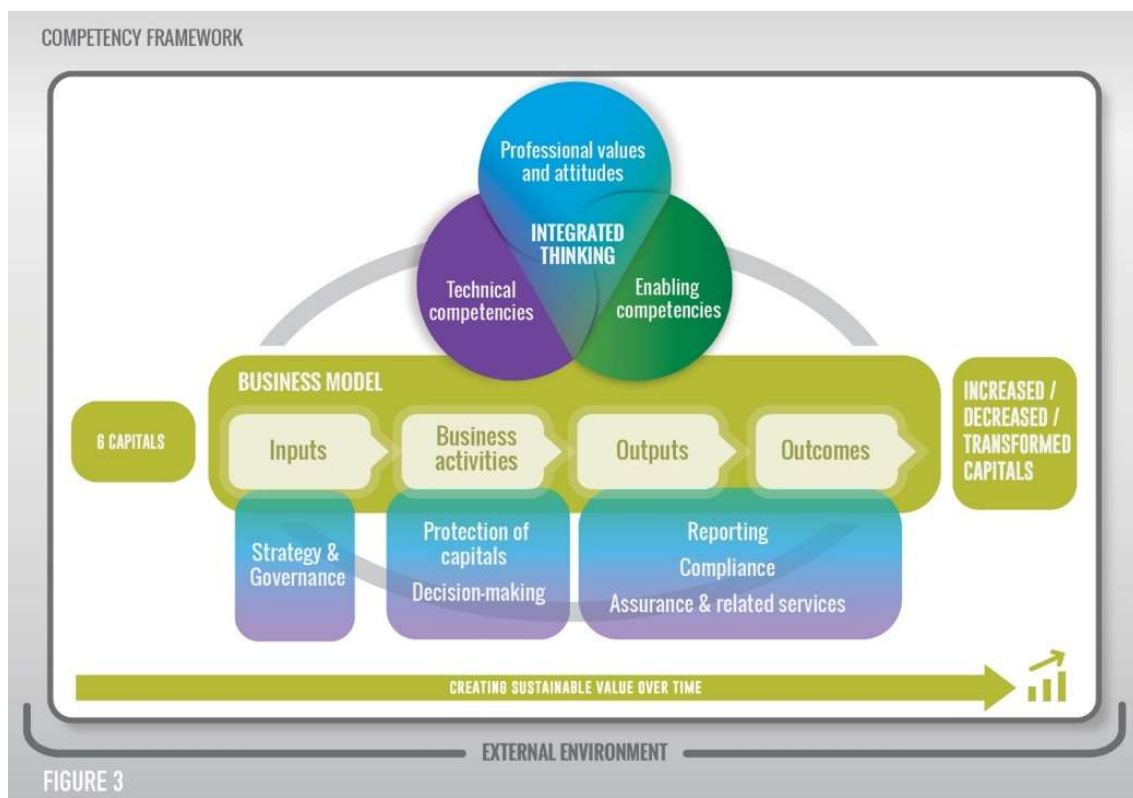 COMPETENCY FRAMEWORK
Professional values
and attitudes
INTEGRATED
THINKING
Technical
competencies
Enabling
competencies
BUSINESS MODEL
6 CAPITALS
Inputs
Business
activities
Outputs
Outcomes
INCREASED /
DECREASED /
TRANSFORMED
CAPITALS
Strategy &
Governance
Protection of
capitals
Decision-making
Reporting
Compliance
Assurance & related services
CREATING SUSTAINABLE VALUE OVER TIME
EXTERNAL ENVIRONMENT
FIGURE 3